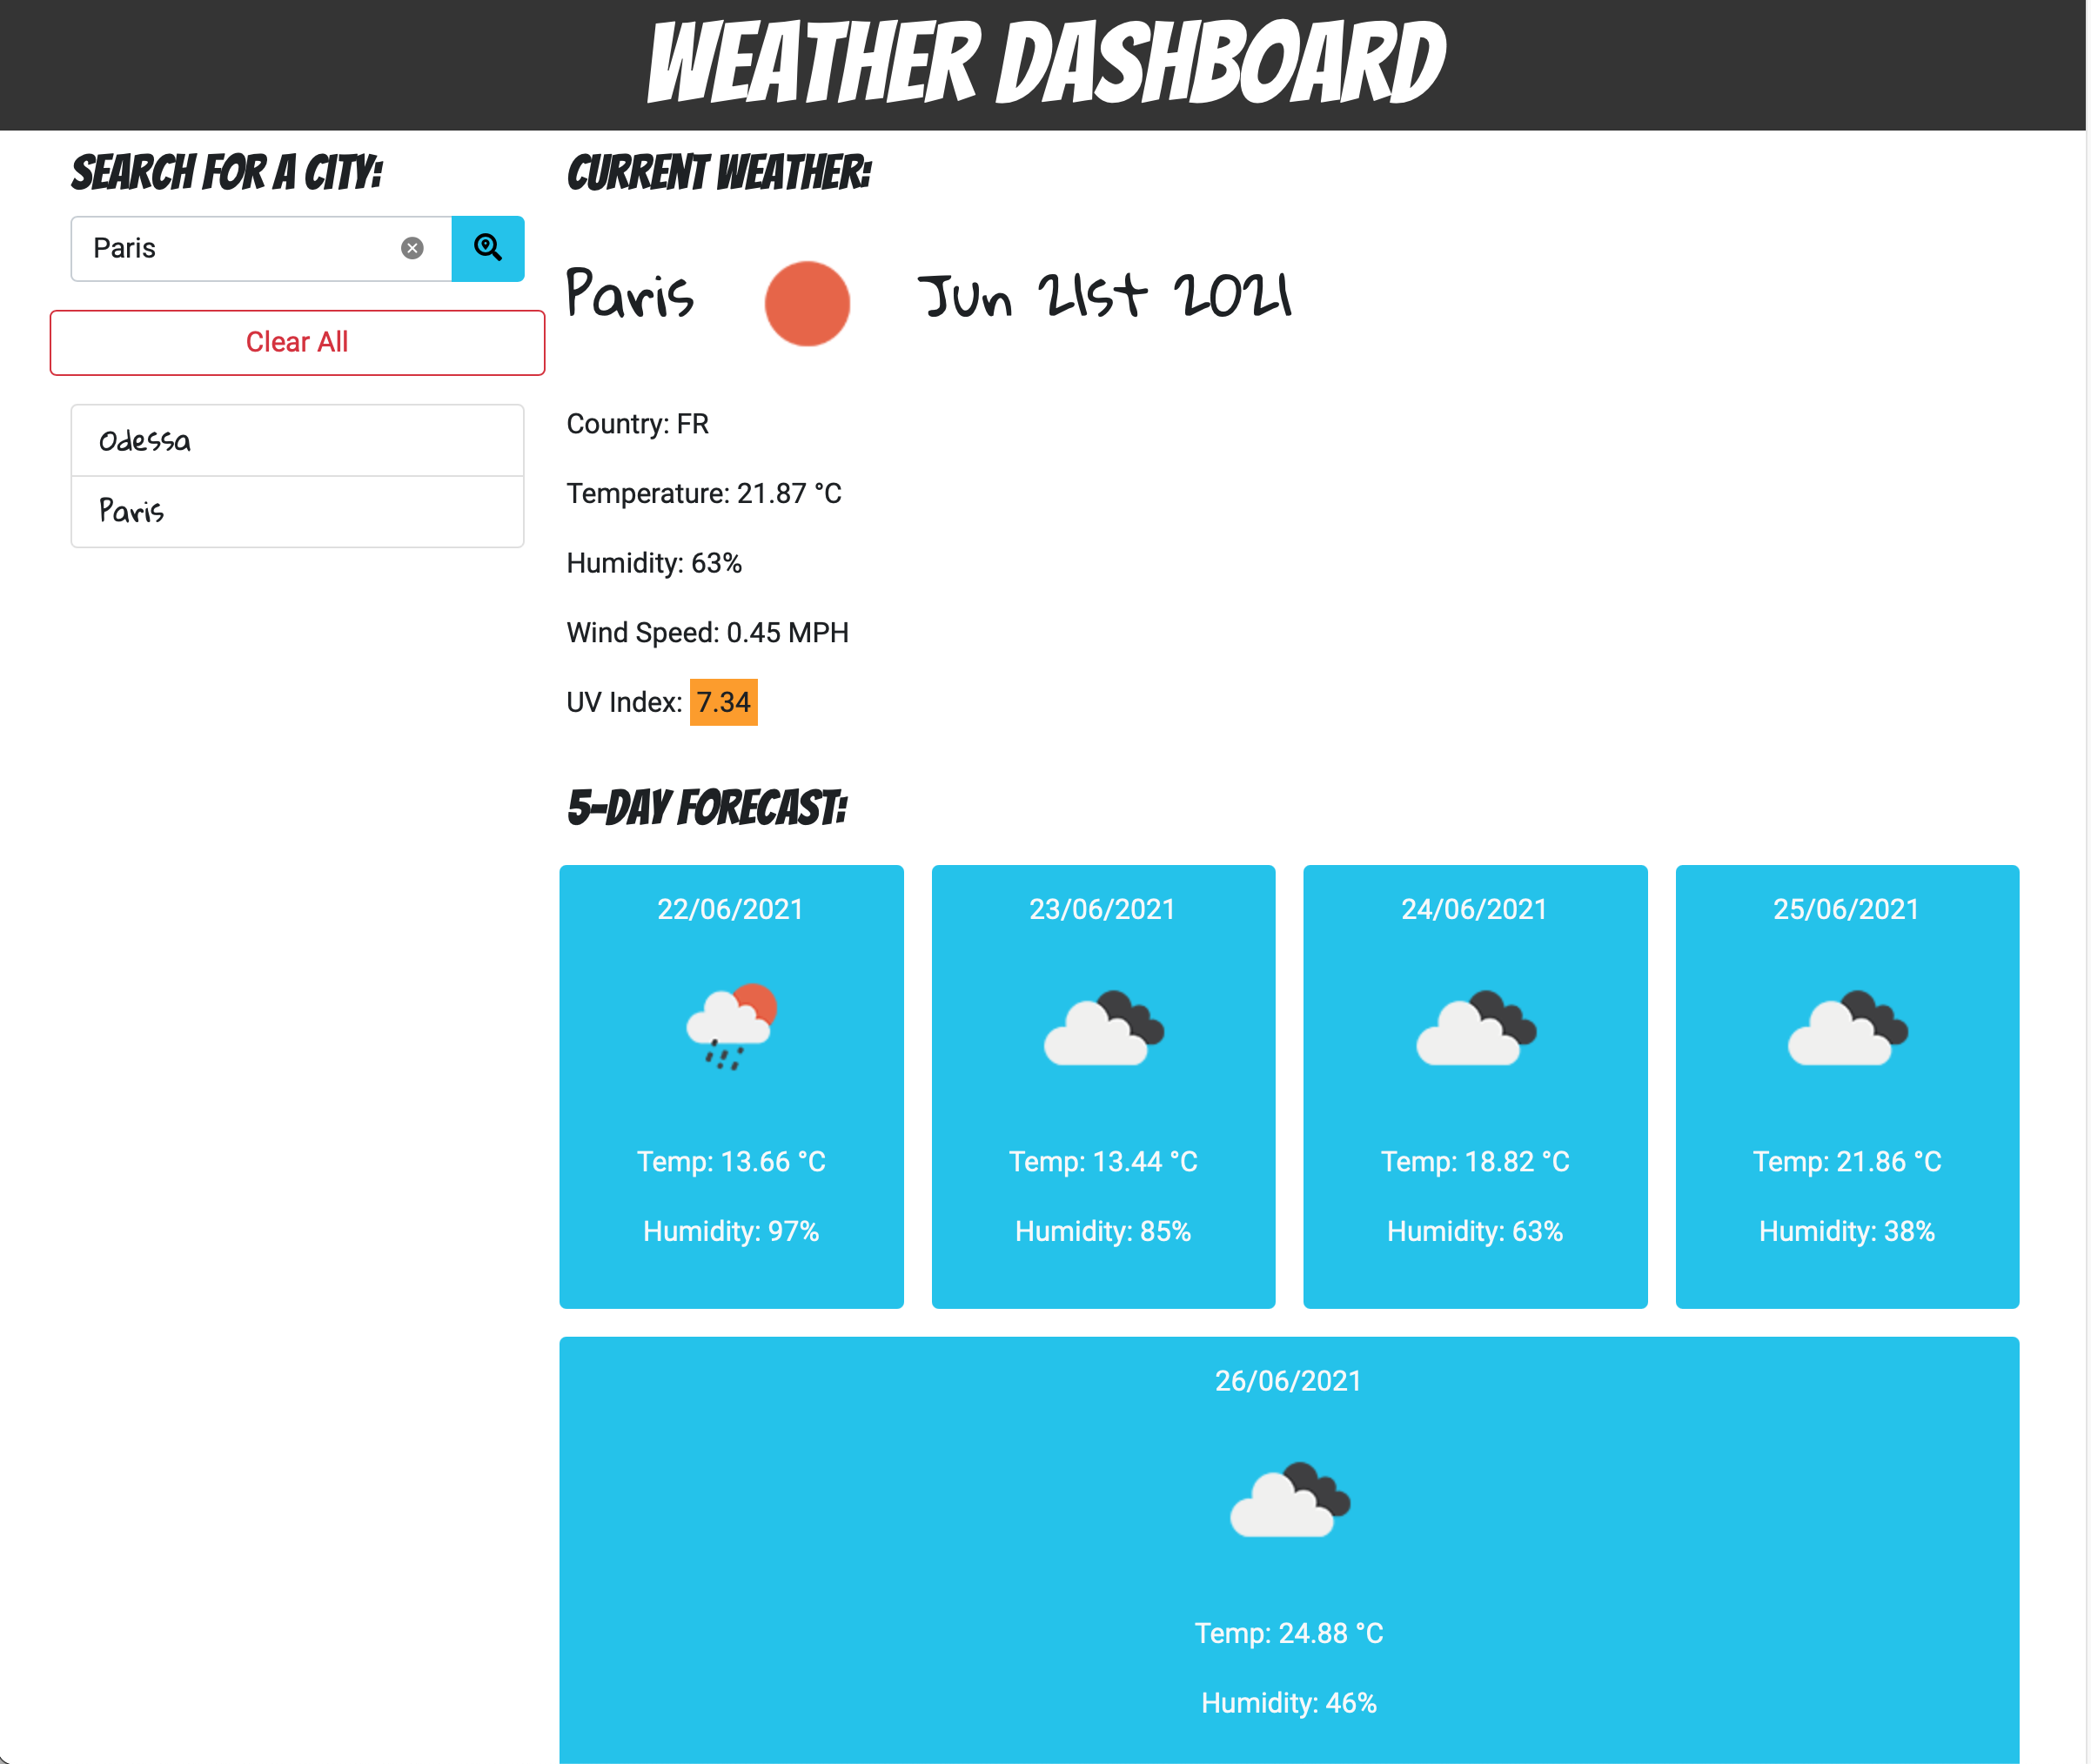 WEATHER DASHBOARD
SEARCH FOR A CITY:
Paris
Clear All
Odessa
Paris
CURRENT WEATHER:
Paris Jun 21st 2021
Country: FR
Temperature: 21.87 °C
Humidity: 63%
Wind Speed: 0.45 MPH
UV Index: 7.34
5-DAY FORECAST:
22/06/2021
Temp: 13.66 °C
Humidity: 97%
23/06/2021
Temp: 13.44 °C
Humidity: 85%
24/06/2021
Temp: 18.82 °C
Humidity: 63%
25/06/2021
Temp: 21.86 °C
Humidity: 38%
26/06/2021
Temp: 24.88 °C
Humidity: 46%